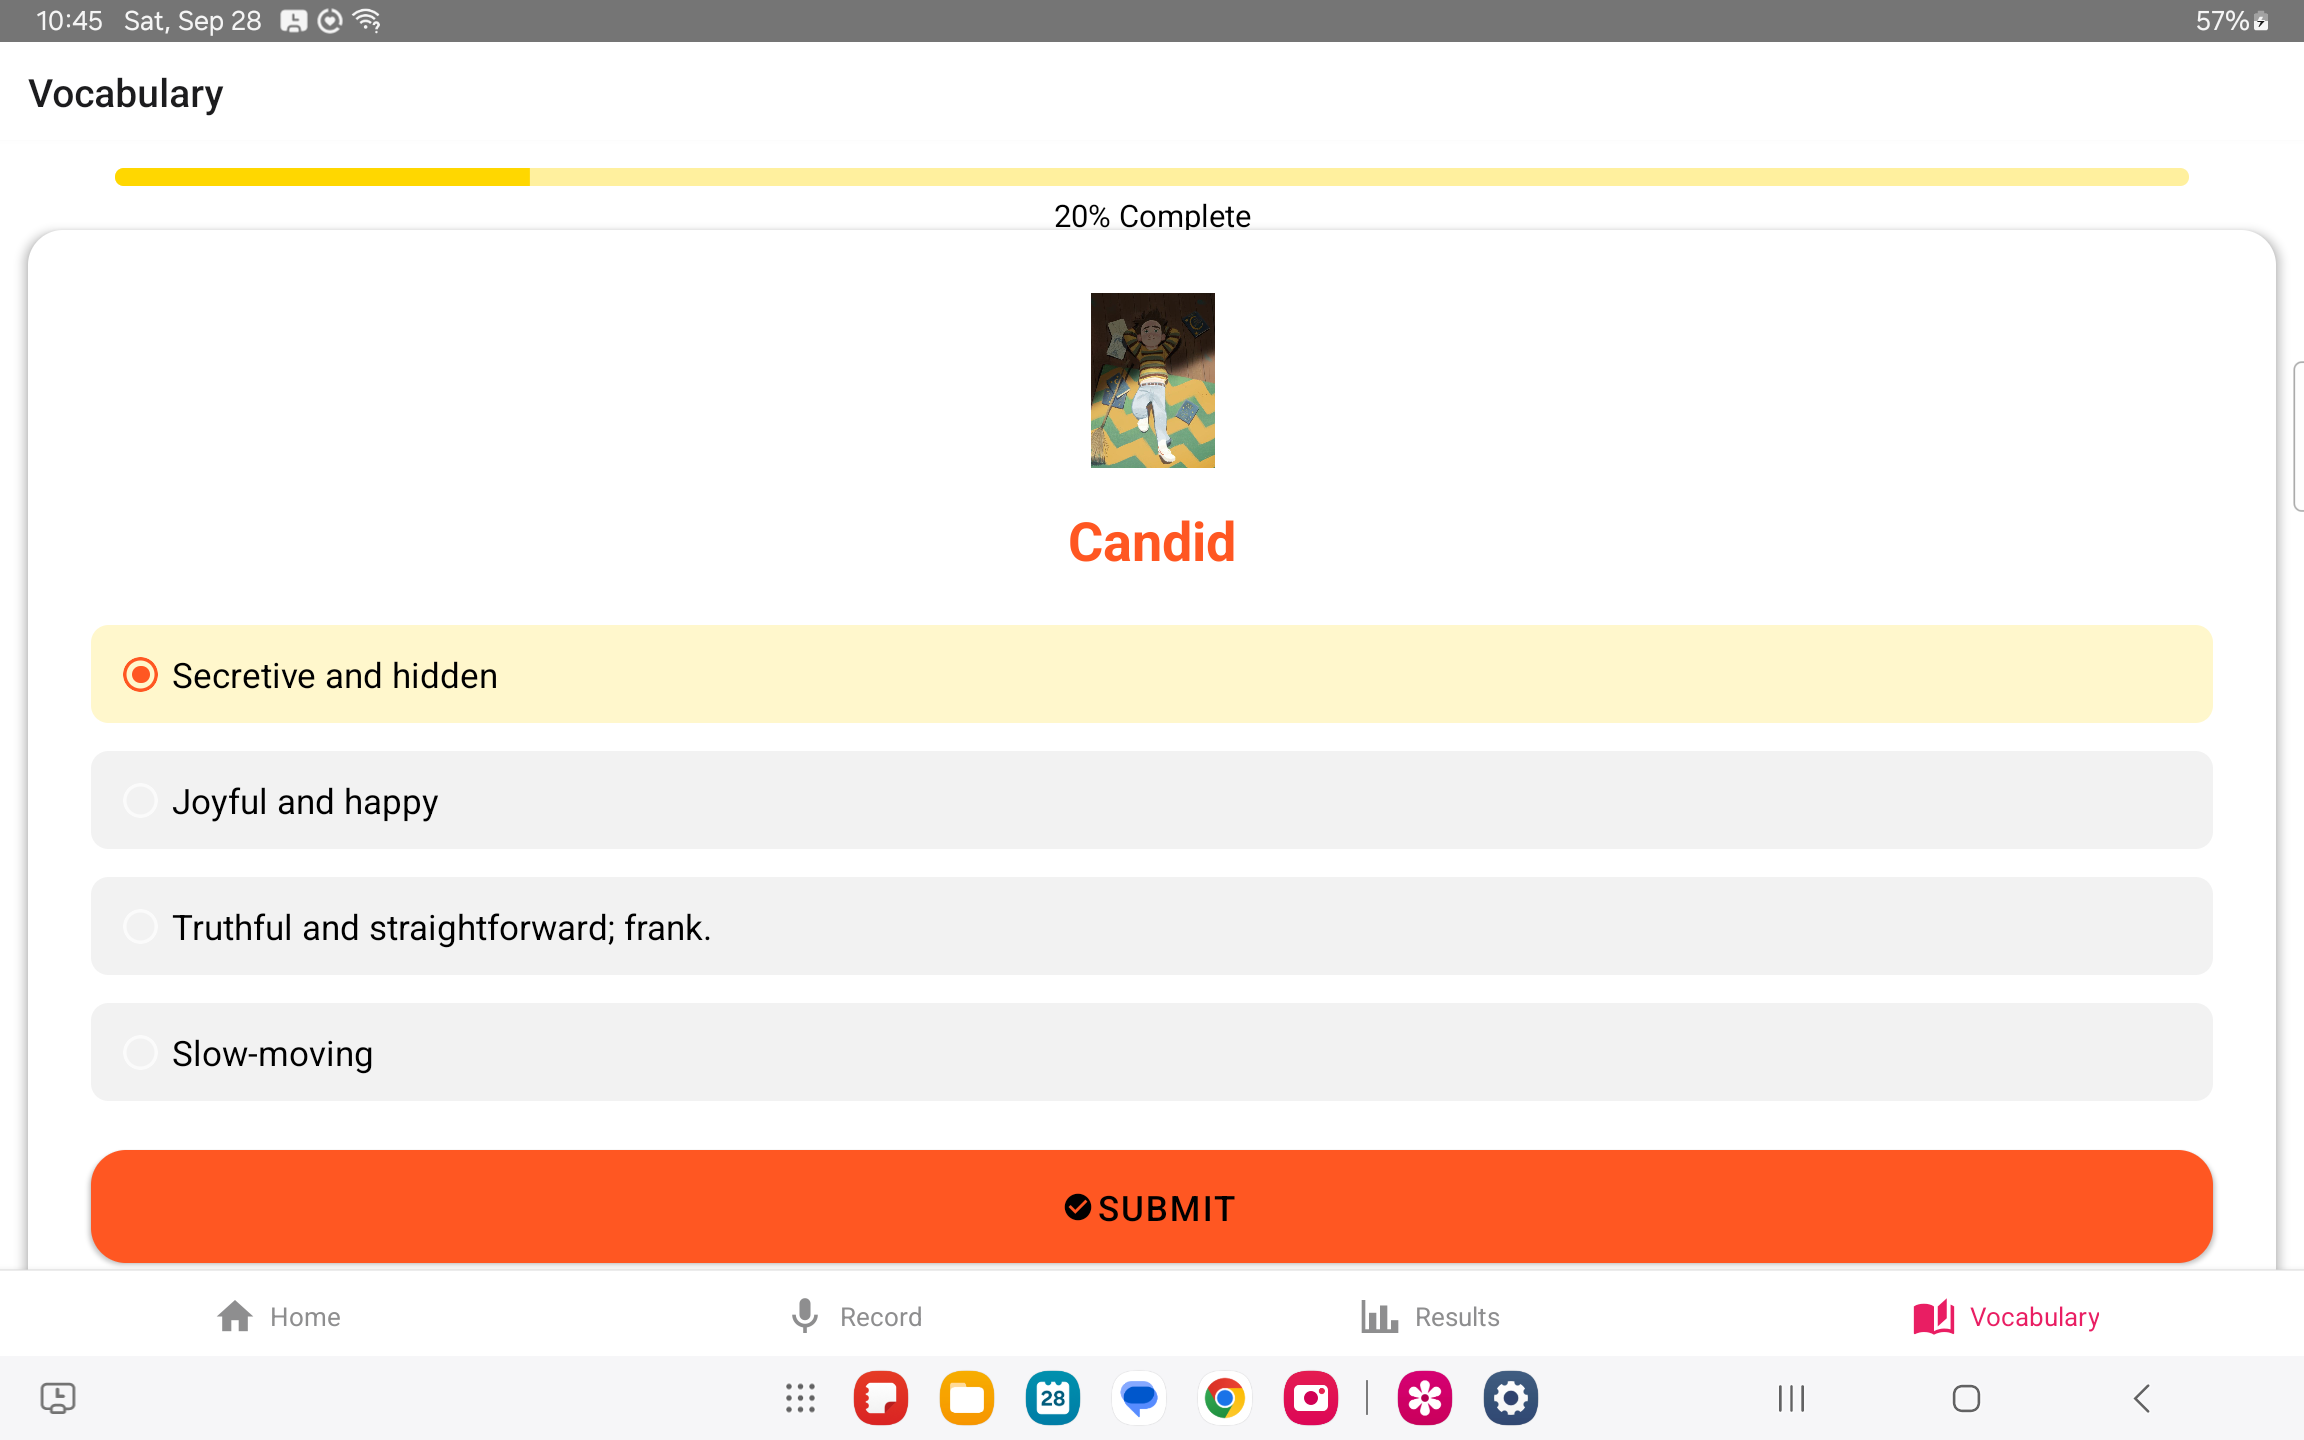 10:45 Sat, Sep 28 57%
Vocabulary
20% Complete
Candid
Secretive and hidden
Joyful and happy
Truthful and straightforward; frank.
Slow-moving
SUBMIT
Home Record Results Vocabulary
28